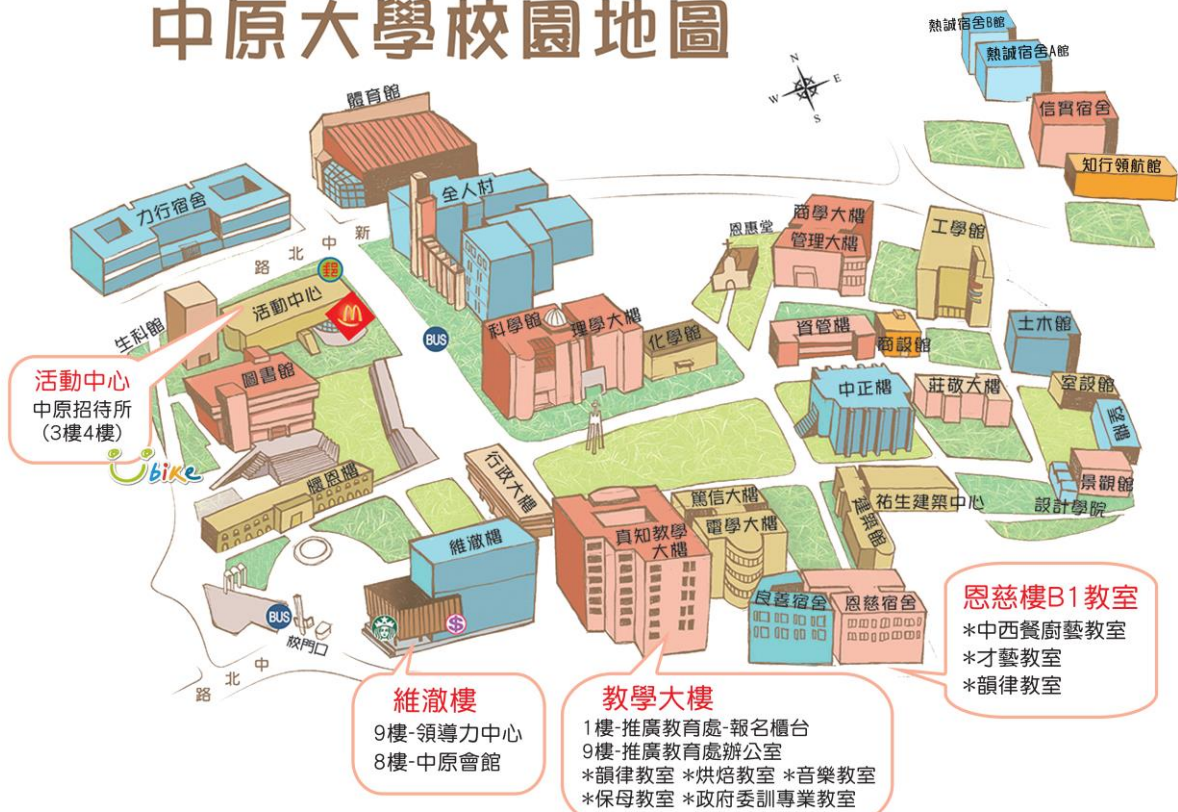 中原大學校園地圖
熱誠宿舍B館
熱誠宿舍A館
信實宿舍
知行領航館
N
W
E
S
體育館
力行宿舍
全人村
新
中
北
路
郵
恩惠堂
商學大樓
管理大樓
工學館
生科館
活動中心
M
BUS
科學館
理學大樓
化學館
資管樓
商設館
土木館
圖書館
中正樓
莊敬大樓
室設館
望樓
景觀館
設計學院
活動中心
中原招待所
(3樓4樓)
Ubike
懷恩樓
行政大樓
維澈樓
真知教學
大樓
篤信大樓
電學大樓
祐生建築中心
建築館
良善宿舍
恩慈宿舍
BUS
校門口
$
中
北
路
恩慈樓B1教室
*中西餐廚藝教室
*才藝教室
*韻律教室
維澈樓
9樓-領導力中心
8樓-中原會館
教學大樓
1樓-推廣教育處-報名櫃台
9樓-推廣教育處辦公室
*韻律教室 *烘焙教室 *音樂教室
*保母教室 *政府委訓專業教室